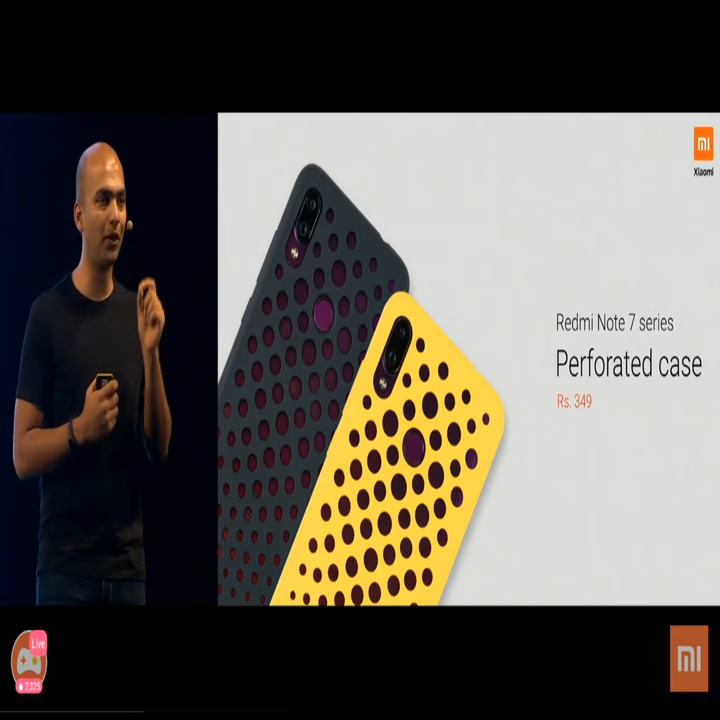 mi
Xiaomi
Redmi Note 7 series
Perforated case
Rs. 349
Live
2,325
mi